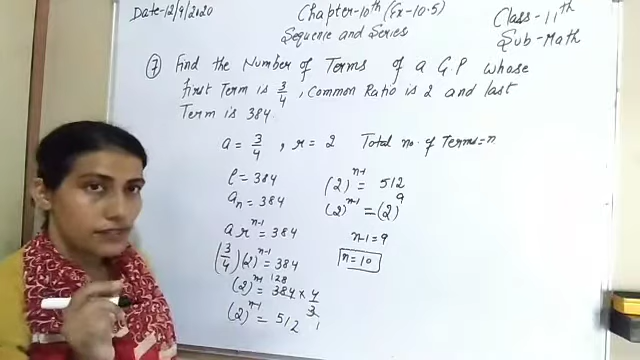 Date-12/9/2020
Chapter-10th (Ex-10.5)
Class-11th
Sequence and Series
Sub-Math
⑦ Find the Number of Terms of a G.P whose
first Term is 3/4, Common Ratio is 2 and last
Term is 384.
a = 3/4, r = 2 Total no. of Terms = n
l = 384
aₙ = 384
a rⁿ⁻¹ = 384
(3/4)(2)ⁿ⁻¹ = 384
(2)ⁿ⁻¹ = 384 × 4/3
128
1
(2)ⁿ⁻¹ = 512
(2)ⁿ⁻¹ = 512
(2)ⁿ⁻¹ = (2)⁹
n-1 = 9
n = 10